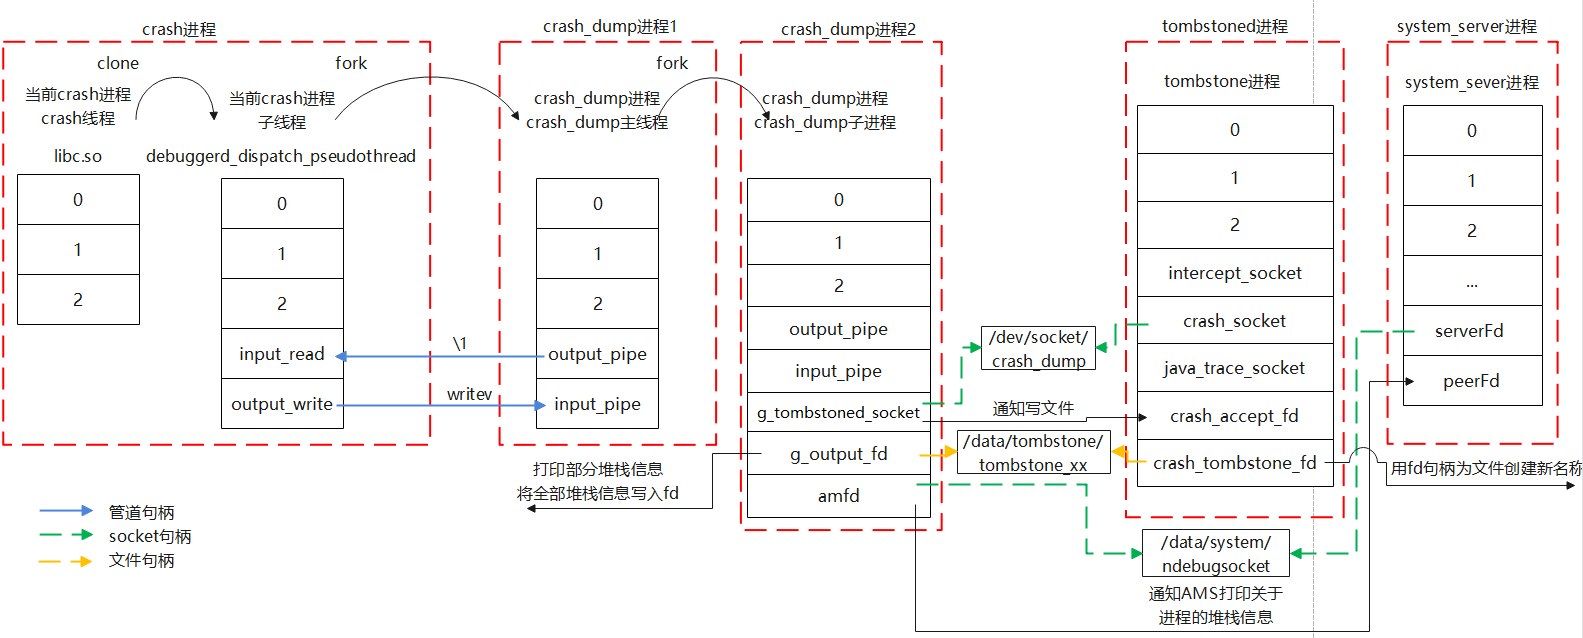 crash进程
clone
fork
当前crash进程
crash线程
当前crash进程
子线程
libc.so
debuggerd_dispatch_pseudothread
0
1
2
0
1
2
input_read
output_write
\1
writev
crash_dump进程1
fork
crash_dump进程
crash_dump主线程
0
1
2
output_pipe
input_pipe
crash_dump进程2
crash_dump进程
crash_dump子进程
0
1
2
output_pipe
input_pipe
g_tombstoned_socket
g_output_fd
amfd
打印部分堆栈信息
将全部堆栈信息写入fd
/dev/socket/
crash_dump
通知写文件
/data/tombstone/
tombstone_xx
tombstoned进程
tombstone进程
0
1
2
intercept_socket
crash_socket
java_trace_socket
crash_accept_fd
crash_tombstone_fd
system_server进程
system_sever进程
0
1
2
...
serverFd
peerFd
用fd句柄为文件创建新名称
/data/system/
ndebugsocket
通知AMS打印关于
进程的堆栈信息
管道句柄
socket句柄
文件句柄